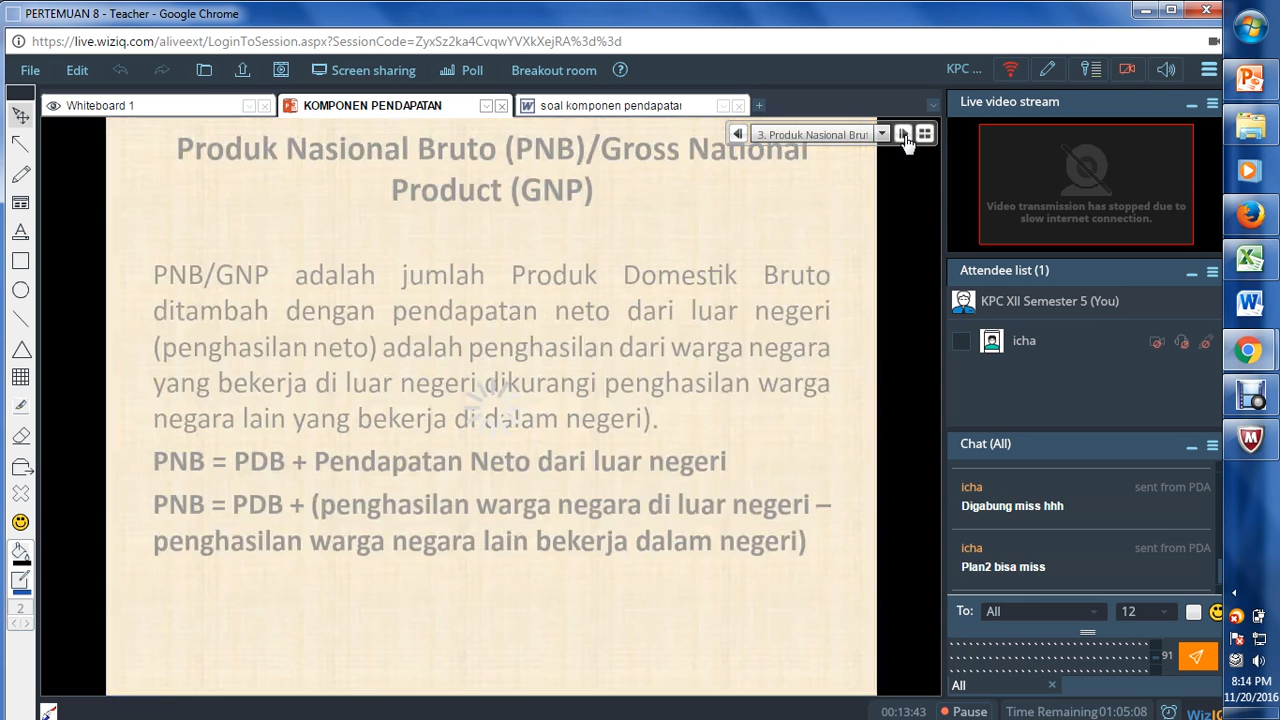 PERTEMUAN 8 - Teacher - Google Chrome
https://live.wiziq.com/aliveext/LoginToSession.aspx?SessionCode=ZyxSz2ka4CvqwYVXkXejRA%3d%3d
File Edit Screen sharing Poll Breakout room ? KPC ...
Whiteboard 1 KOMPONEN PENDAPATAN soal komponen pendapatar
3. Produk Nasional Bru
Produk Nasional Bruto (PNB)/Gross National
Product (GNP)
PNB/GNP adalah jumlah Produk Domestik Bruto
ditambah dengan pendapatan neto dari luar negeri
(penghasilan neto) adalah penghasilan dari warga negara
yang bekerja di luar negeri dikurangi penghasilan warga
negara lain yang bekerja di dalam negeri).
PNB = PDB + Pendapatan Neto dari luar negeri
PNB = PDB + (penghasilan warga negara di luar negeri –
penghasilan warga negara lain bekerja dalam negeri)
2
Live video stream
Video transmission has stopped due to
slow internet connection.
Attendee list (1)
KPC XII Semester 5 (You)
icha
Chat (All)
icha sent from PDA
Digabung miss hhh
icha sent from PDA
Plan2 bisa miss
To: All 12
91
All
00:13:43 Pause Time Remaining 01:05:08 WizIQ
8:14 PM
11/20/2016